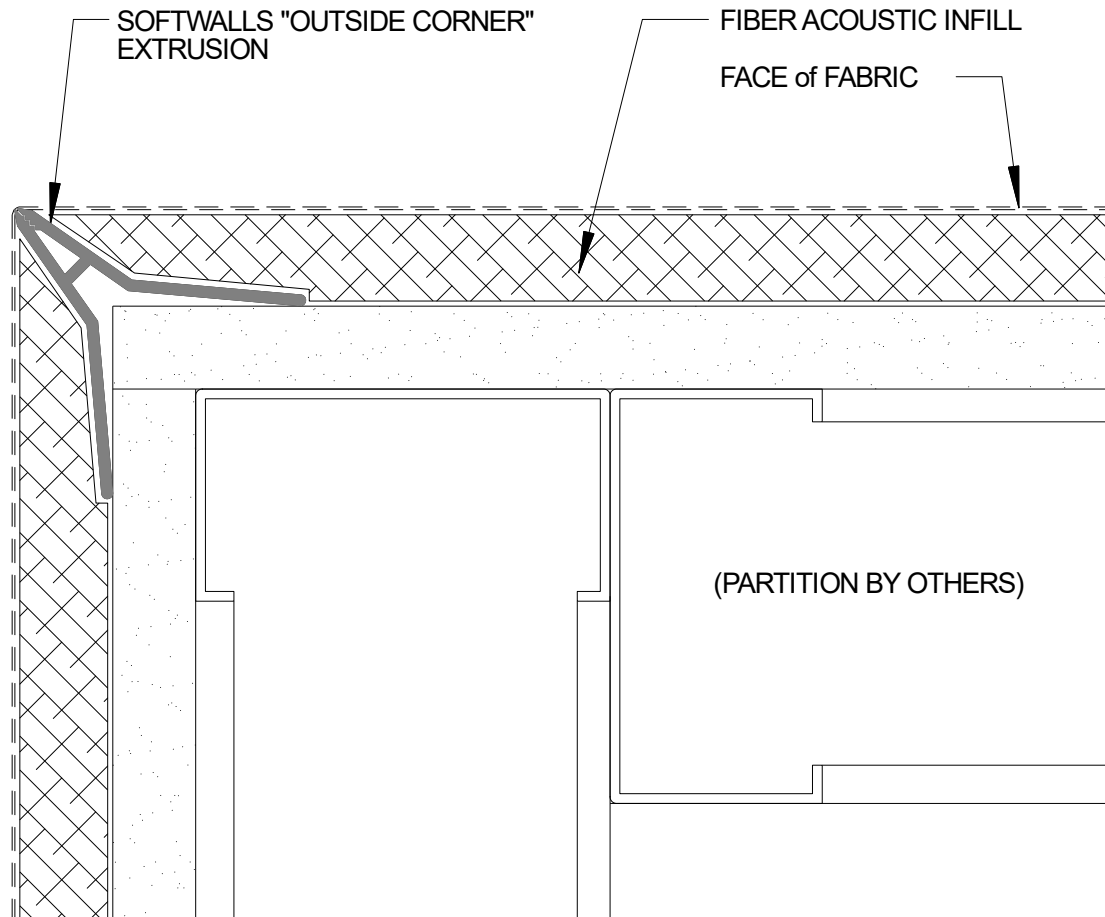 SOFTWALLS "OUTSIDE CORNER"
EXTRUSION
FIBER ACOUSTIC INFILL
FACE of FABRIC
(PARTITION BY OTHERS)